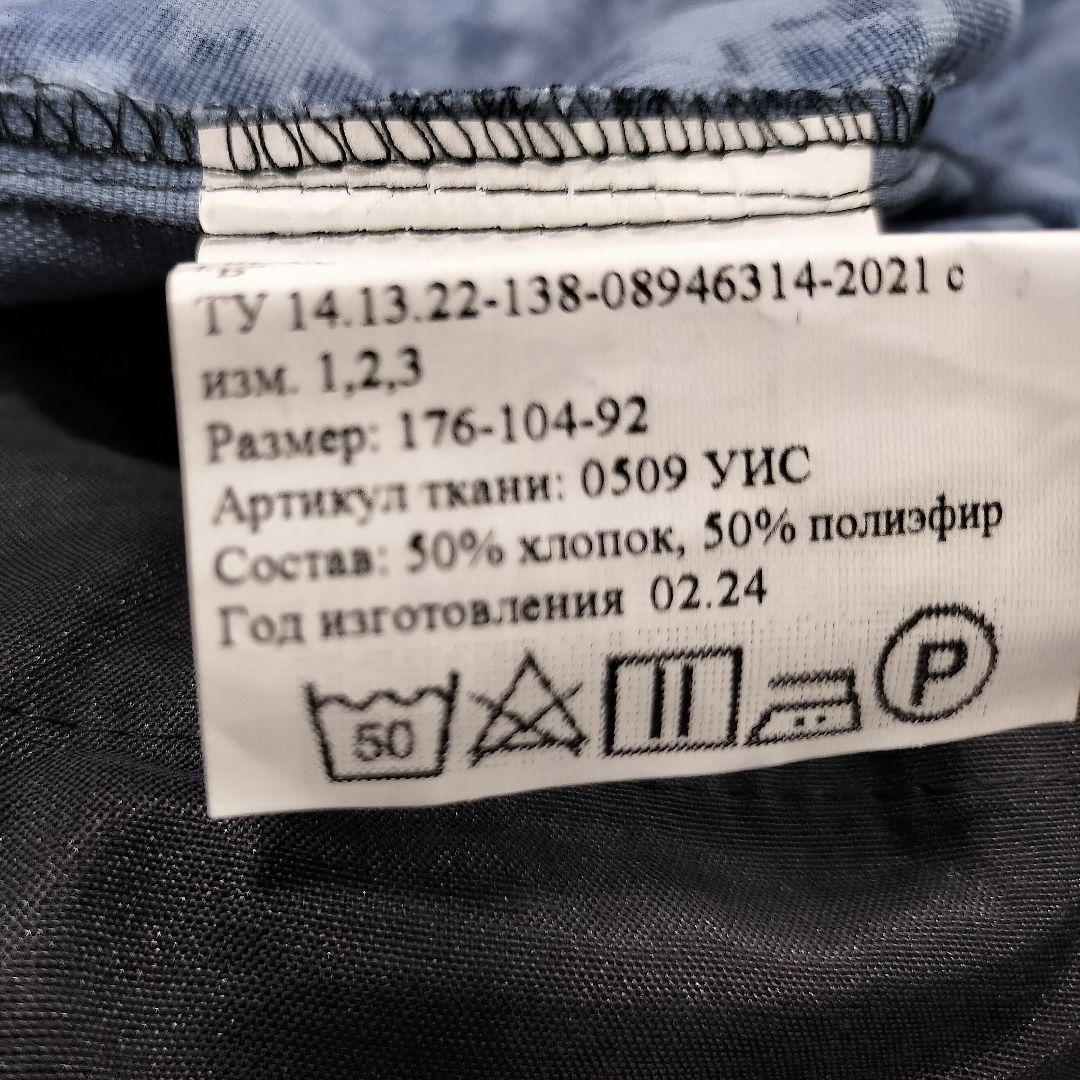 ТУ 14.13.22-138-08946314-2021 с
изм. 1,2,3
Размер: 176-104-92
Артикул ткани: 0509 УИС
Состав: 50% хлопок, 50% полиэфир
Год изготовления 02.24
50 P